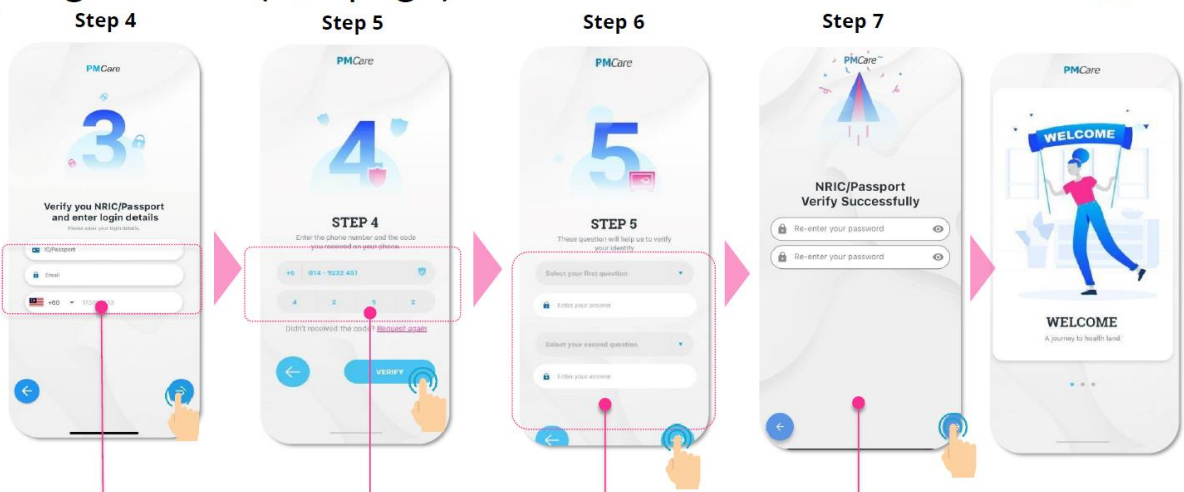 Step 4
Step 5
Step 6
Step 7
PMCare
3
Verify you NRIC/Passport
and enter login details
Please enter your login details.
IC/Passport
Email
+60
PMCare
4
STEP 4
Enter the phone number and the code
you received on your phone.
+6 014 - 9232 451
4 2 9 2
Didn't received the code? Request again
VERIFY
PMCare
5
STEP 5
These question will help us to verify
your identity
Select your first question
Enter your answer
Select your second question
Enter your answer
PMCare
NRIC/Passport
Verify Successfully
Re-enter your password
Re-enter your password
PMCare
WELCOME
WELCOME
A journey to health land